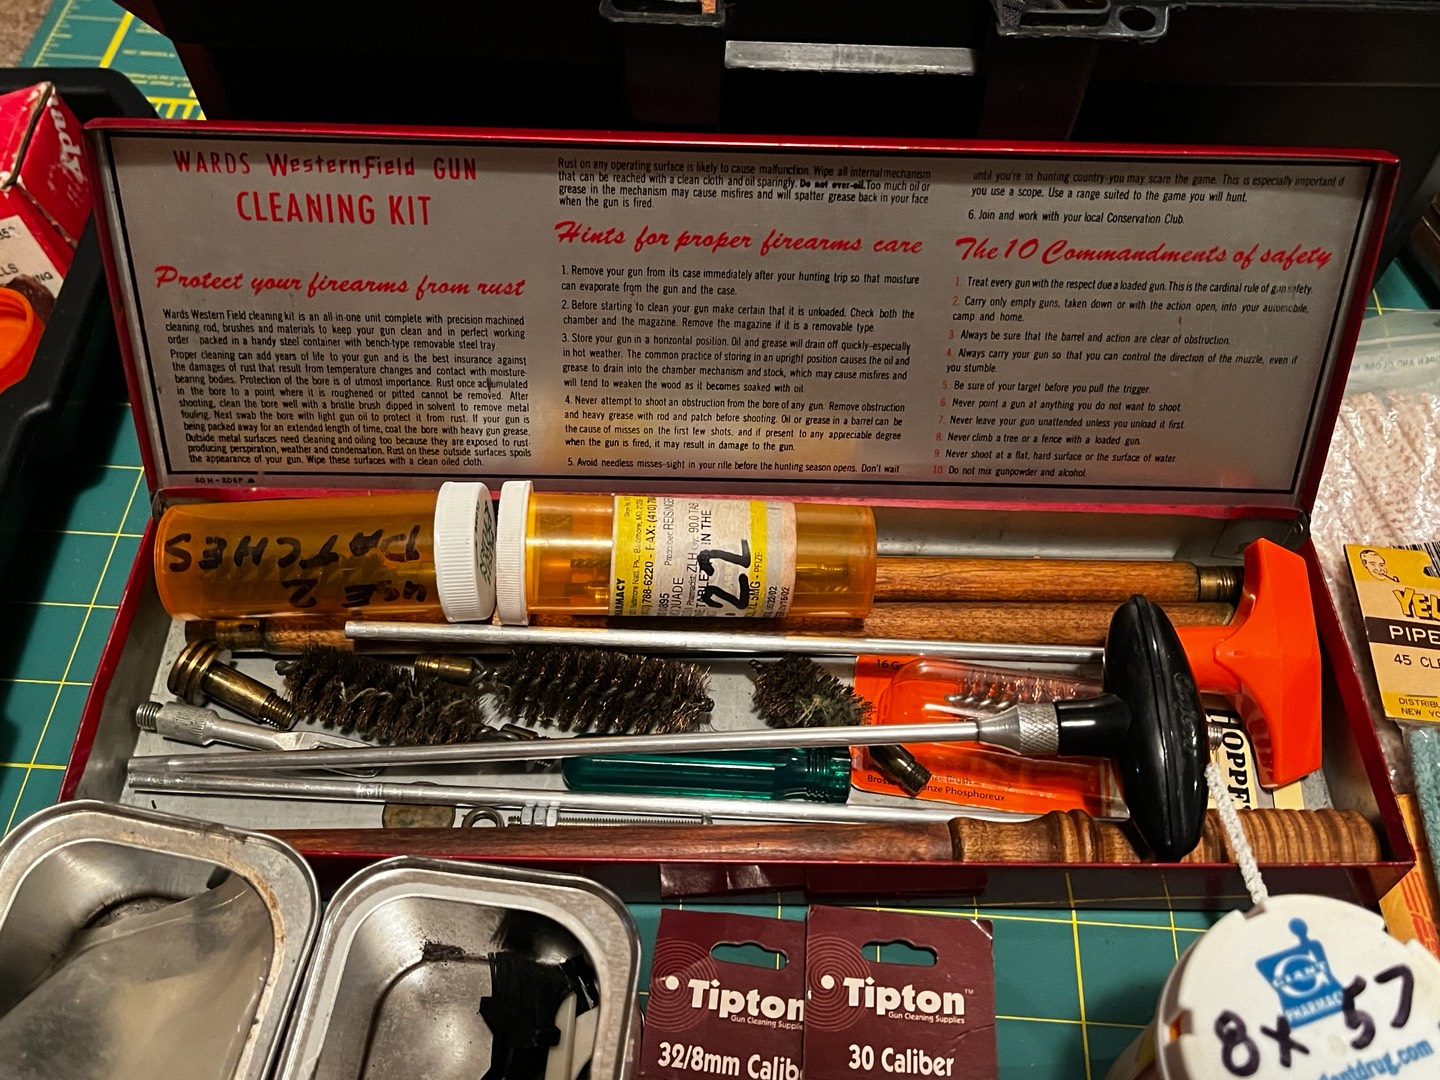 WARDS Westernfield GUN
CLEANING KIT
Protect your firearms from rust
Wards Western Field cleaning kit is an all-in-one unit complete with precision machined
cleaning rod, brushes and materials to keep your gun clean and in perfect working
order - packed in a handy steel container with bench-type removable steel tray
Proper cleaning can add years of life to your gun and is the best insurance against
the damages of rust that result from temperature changes and contact with moisture-
bearing bodies. Protection of the bore is of utmost importance. Rust once accumulated
in the bore to a point where it is roughened or pitted cannot be removed. After
shooting, clean the bore well with a bristle brush dipped in solvent to remove metal
fouling. Next swab the bore with light gun oil to protect it from rust. If your gun is
being packed away for an extended length of time, coat the bore with heavy gun grease.
Outside metal surfaces need cleaning and oiling too because they are exposed to rust-
producing perspiration, weather and condensation. Rust on these outside surfaces spoils
the appearance of your gun. Wipe these surfaces with a clean oiled cloth.
Rust on any operating surface is likely to cause malfunction. Wipe all internal mechanism
that can be reached with a clean cloth and oil sparingly. Do not over-oil. Too much oil or
grease in the mechanism may cause misfires and will spatter grease back in your face
when the gun is fired.
Hints for proper firearms care
1. Remove your gun from its case immediately after your hunting trip so that moisture
can evaporate from the gun and the case.
2. Before starting to clean your gun make certain that it is unloaded. Check both the
chamber and the magazine. Remove the magazine if it is a removable type.
3. Store your gun in a horizontal position. Oil and grease will drain off quickly-especially
in hot weather. The common practice of storing in an upright position causes the oil and
grease to drain into the chamber mechanism and stock, which may cause misfires and
will tend to weaken the wood as it becomes soaked with oil.
4. Never attempt to shoot an obstruction from the bore of any gun. Remove obstruction
and heavy grease with rod and patch before shooting. Oil or grease in a barrel can be
the cause of misses on the first few shots, and if present to any appreciable degree
when the gun is fired, it may result in damage to the gun.
5. Avoid needless misses-sight in your rifle before the hunting season opens. Don't wait
until you're in hunting country-you may scare the game. This is especially important if
you use a scope. Use a range suited to the game you will hunt.
6. Join and work with your local Conservation Club.
The 10 Commandments of safety
1. Treat every gun with the respect due a loaded gun. This is the cardinal rule of gun safety.
2. Carry only empty guns, taken down or with the action open, into your automobile,
camp and home.
3. Always be sure that the barrel and action are clear of obstruction.
4. Always carry your gun so that you can control the direction of the muzzle, even if
you stumble.
5. Be sure of your target before you pull the trigger.
6. Never point a gun at anything you do not want to shoot.
7. Never leave your gun unattended unless you unload it first.
8. Never climb a tree or a fence with a loaded gun.
9. Never shoot at a flat, hard surface or the surface of water.
10. Do not mix gunpowder and alcohol.
USE 2
PATCHES
22
788-6220 - FAX: (410)
16 G
HOPPE
YEL
PIPE
45 CLE
DISTRIBU
NEW YO
Tipton
Gun Cleaning Supplie
32/8mm Calib
Tipton™
Gun Cleaning Supplies
30 Caliber
GIANT
PHARMAC
8x57